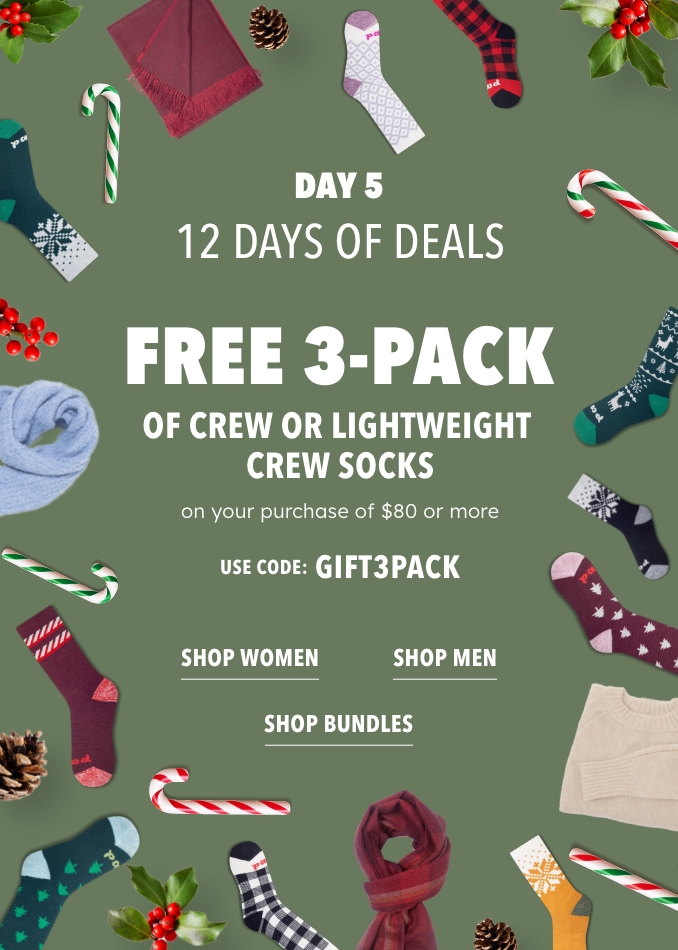 DAY 5
12 DAYS OF DEALS
FREE 3-PACK
OF CREW OR LIGHTWEIGHT
CREW SOCKS
on your purchase of $80 or more
USE CODE: GIFT3PACK
SHOP WOMEN
SHOP MEN
SHOP BUNDLES